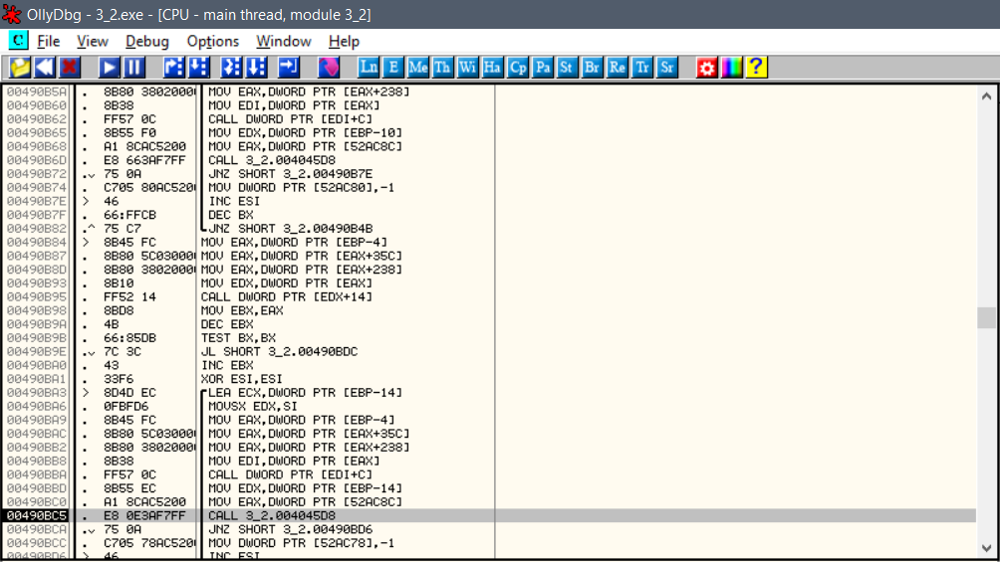 OllyDbg - 3_2.exe - [CPU - main thread, module 3_2]
C File View Debug Options Window Help
Ln E Me Th Wi Ha Cp Pa St Br Re Tr Sr ?
00490B5A . 8B80 38020000 MOV EAX,DWORD PTR [EAX+238]
00490B60 . 8B38 MOV EDI,DWORD PTR [EAX]
00490B62 . FF57 0C CALL DWORD PTR [EDI+C]
00490B65 . 8B55 F0 MOV EDX,DWORD PTR [EBP-10]
00490B68 . A1 8CAC5200 MOV EAX,DWORD PTR [52AC8C]
00490B6D . E8 663AF7FF CALL 3_2.004045D8
00490B72 .v 75 0A JNZ SHORT 3_2.00490B7E
00490B74 . C705 80AC520 MOV DWORD PTR [52AC80],-1
00490B7E > 46 INC ESI
00490B7F . 66:FFCB DEC BX
00490B82 .^ 75 C7 JNZ SHORT 3_2.00490B4B
00490B84 > 8B45 FC MOV EAX,DWORD PTR [EBP-4]
00490B87 . 8B80 5C030000 MOV EAX,DWORD PTR [EAX+35C]
00490B8D . 8B80 38020000 MOV EAX,DWORD PTR [EAX+238]
00490B93 . 8B10 MOV EDX,DWORD PTR [EAX]
00490B95 . FF52 14 CALL DWORD PTR [EDX+14]
00490B98 . 8BD8 MOV EBX,EAX
00490B9A . 4B DEC EBX
00490B9B . 66:85DB TEST BX,BX
00490B9E .v 7C 3C JL SHORT 3_2.00490BDC
00490BA0 . 43 INC EBX
00490BA1 . 33F6 XOR ESI,ESI
00490BA3 > 8D4D EC LEA ECX,DWORD PTR [EBP-14]
00490BA6 . 0FBFD6 MOVSX EDX,SI
00490BA9 . 8B45 FC MOV EAX,DWORD PTR [EBP-4]
00490BAC . 8B80 5C030000 MOV EAX,DWORD PTR [EAX+35C]
00490BB2 . 8B80 38020000 MOV EAX,DWORD PTR [EAX+238]
00490BB8 . 8B38 MOV EDI,DWORD PTR [EAX]
00490BBA . FF57 0C CALL DWORD PTR [EDI+C]
00490BBD . 8B55 EC MOV EDX,DWORD PTR [EBP-14]
00490BC0 . A1 8CAC5200 MOV EAX,DWORD PTR [52AC8C]
00490BC5 . E8 0E3AF7FF CALL 3_2.004045D8
00490BCA .v 75 0A JNZ SHORT 3_2.00490BD6
00490BCC . C705 78AC520 MOV DWORD PTR [52AC78],-1
00490BD6 > 46 INC ESI